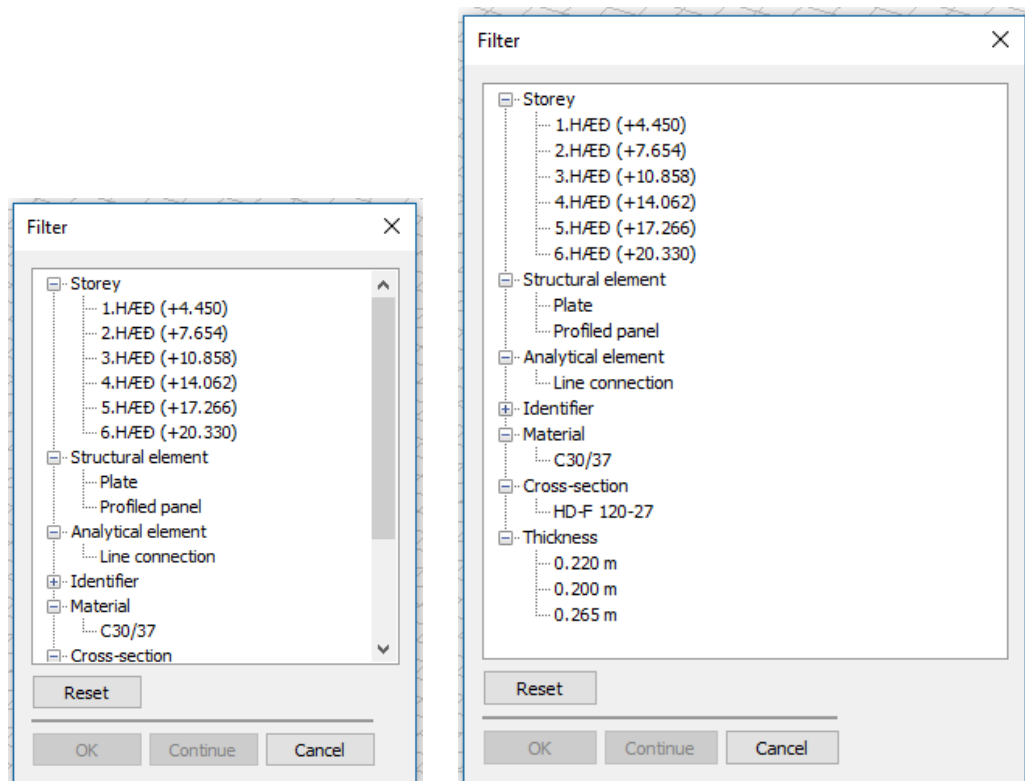 Filter
Storey
1.HÆÐ (+4.450)
2.HÆÐ (+7.654)
3.HÆÐ (+10.858)
4.HÆÐ (+14.062)
5.HÆÐ (+17.266)
6.HÆÐ (+20.330)
Structural element
Plate
Profiled panel
Analytical element
Line connection
Identifier
Material
C30/37
Cross-section
Reset
OK Continue Cancel
Filter
Storey
1.HÆÐ (+4.450)
2.HÆÐ (+7.654)
3.HÆÐ (+10.858)
4.HÆÐ (+14.062)
5.HÆÐ (+17.266)
6.HÆÐ (+20.330)
Structural element
Plate
Profiled panel
Analytical element
Line connection
Identifier
Material
C30/37
Cross-section
HD-F 120-27
Thickness
0.220 m
0.200 m
0.265 m
Reset
OK Continue Cancel